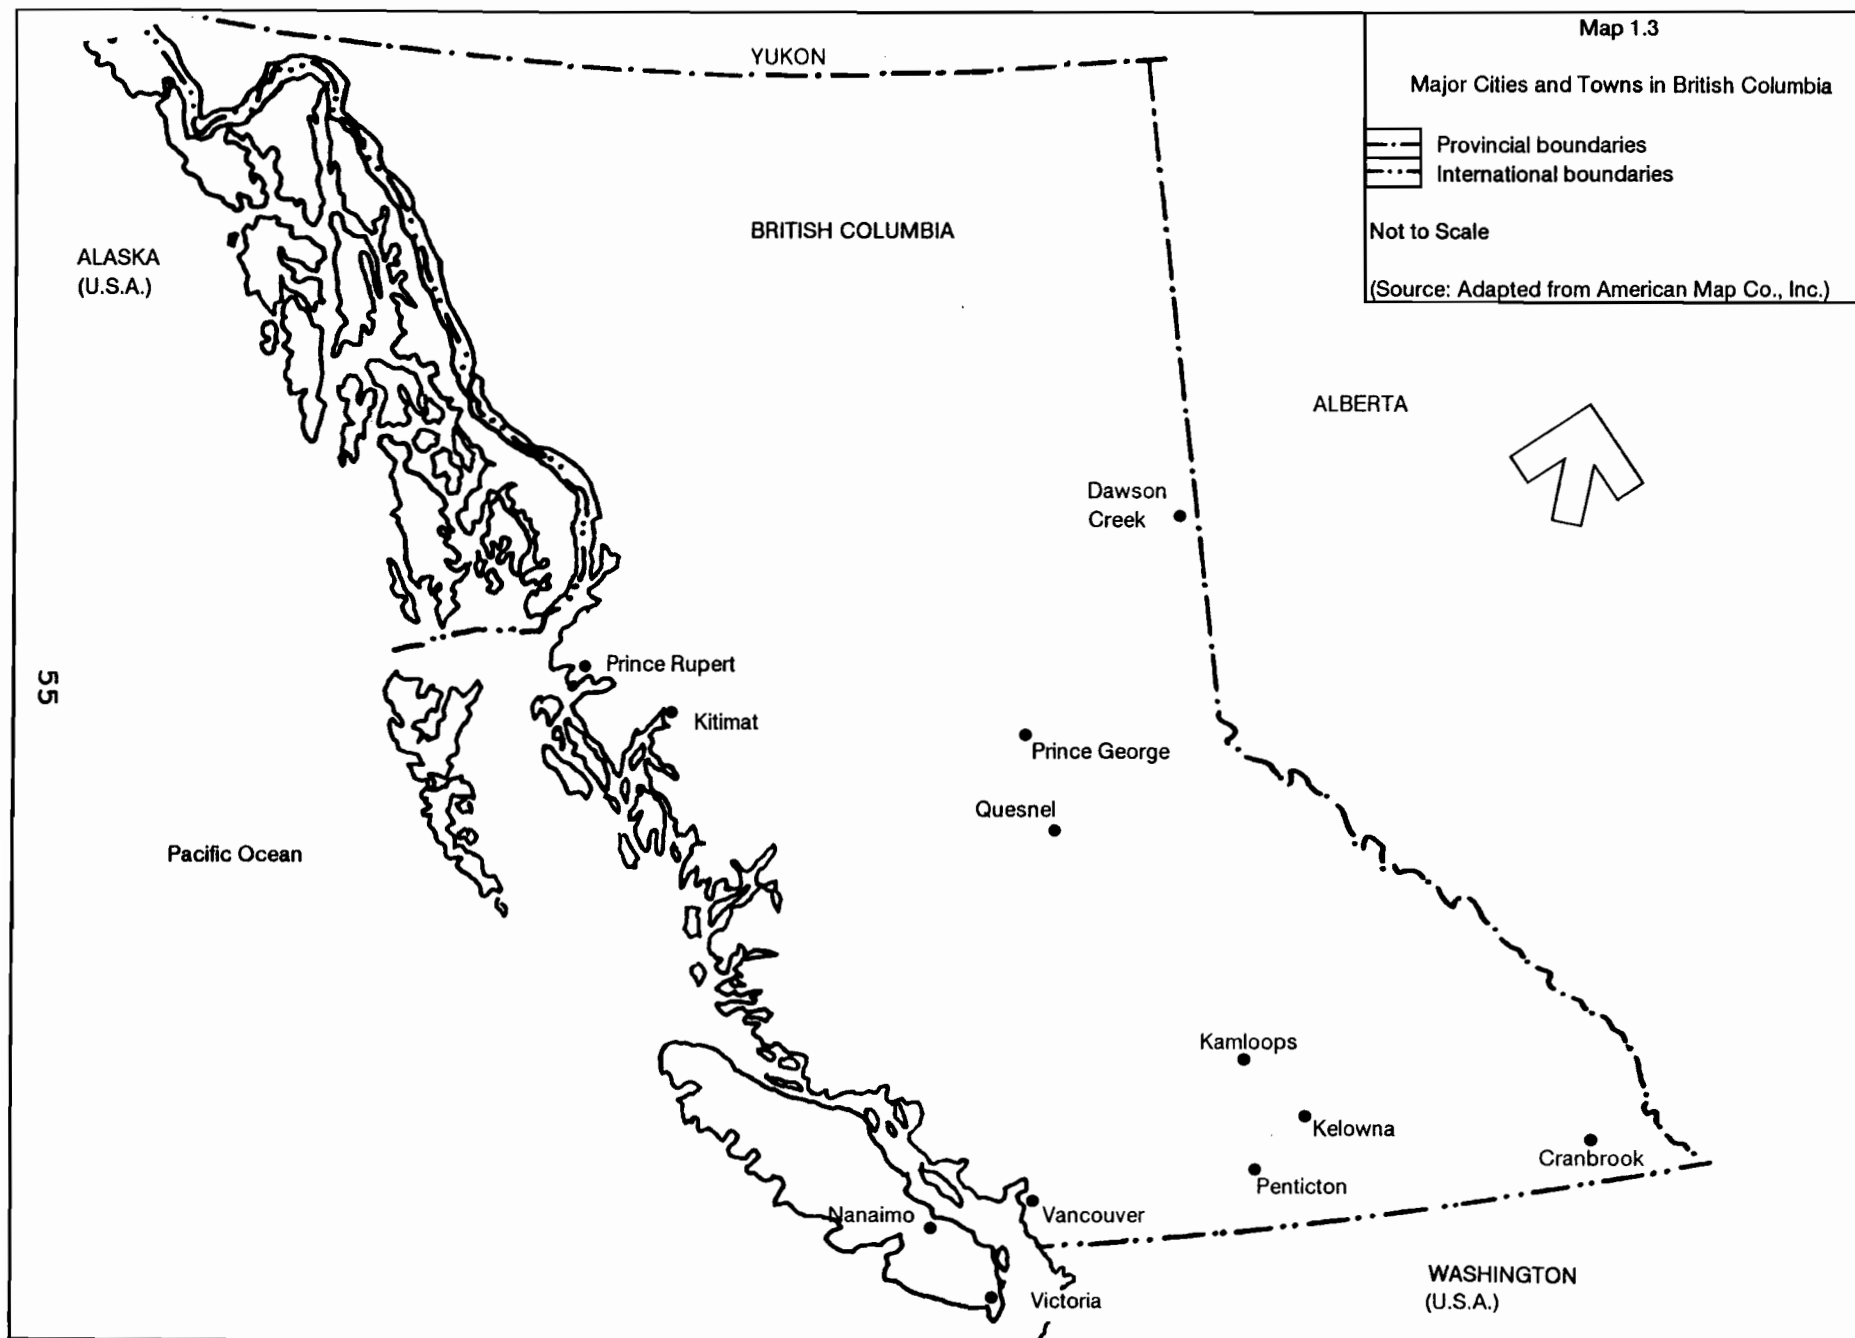 Map 1.3
Major Cities and Towns in British Columbia
Provincial boundaries
International boundaries
Not to Scale
(Source: Adapted from American Map Co., Inc.)
YUKON
BRITISH COLUMBIA
ALASKA
(U.S.A.)
ALBERTA
Dawson
Creek
Prince Rupert
Kitimat
Prince George
Quesnel
Pacific Ocean
55
Kamloops
Kelowna
Penticton
Cranbrook
Nanaimo
Vancouver
Victoria
WASHINGTON
(U.S.A.)